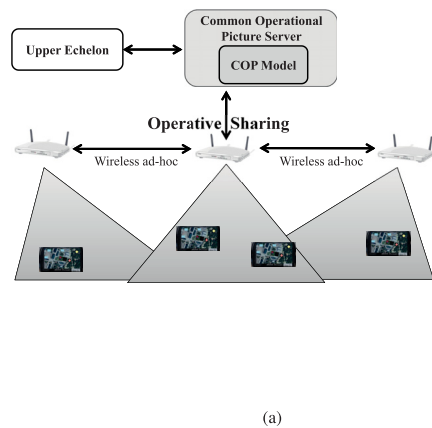 Common Operational
Picture Server
Upper Echelon
COP Model
Operative Sharing
Wireless ad-hoc
Wireless ad-hoc
(a)